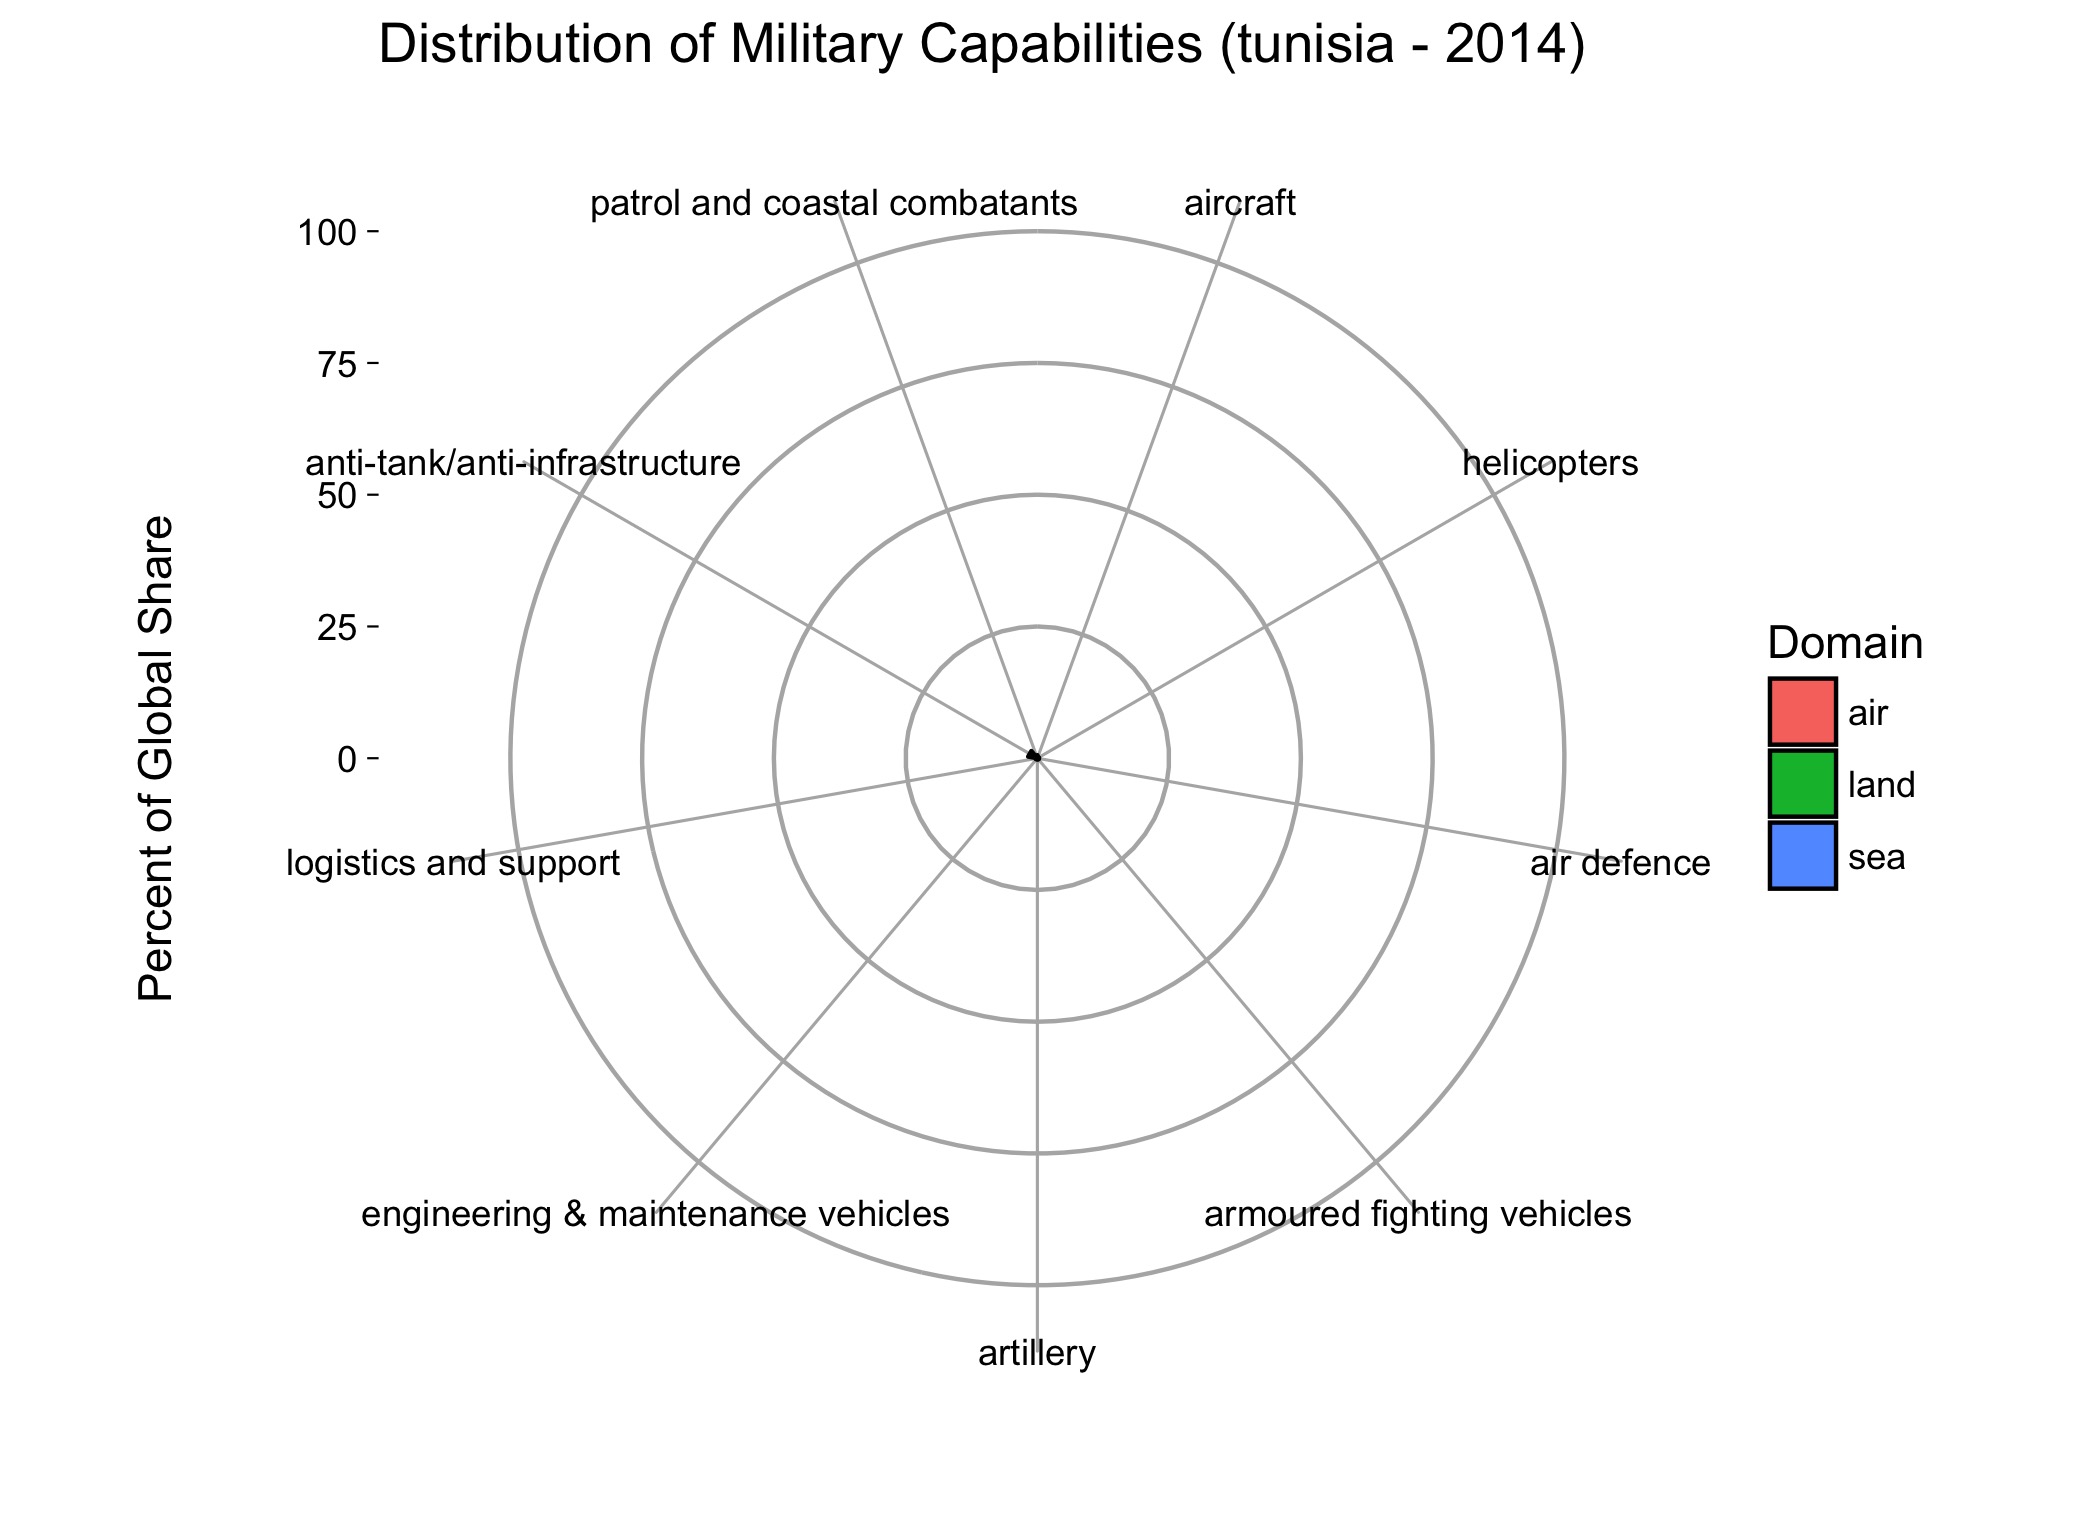 Distribution of Military Capabilities (tunisia - 2014)
patrol and coastal combatants
aircraft
100
75
anti-tank/anti-infrastructure
helicopters
50
25
0
Percent of Global Share
Domain
air
land
sea
logistics and support
air defence
engineering & maintenance vehicles
armoured fighting vehicles
artillery